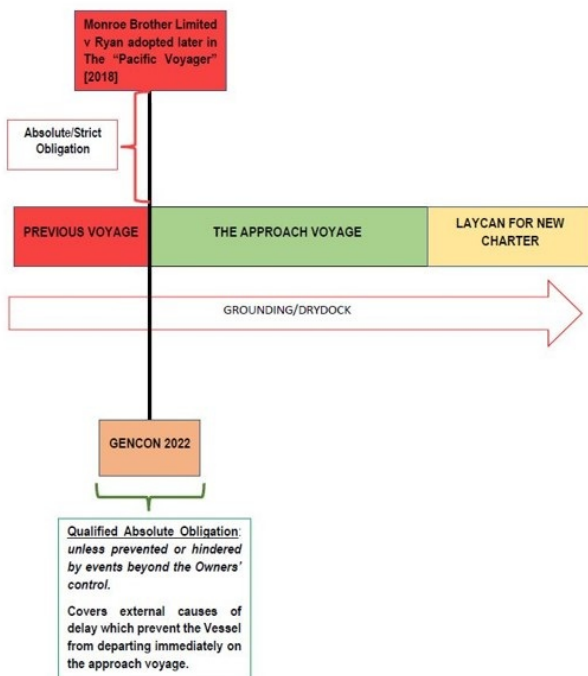 Monroe Brother Limited
v Ryan adopted later in
The “Pacific Voyager”
[2018]
Absolute/Strict
Obligation
PREVIOUS VOYAGE
THE APPROACH VOYAGE
LAYCAN FOR NEW
CHARTER
GROUNDING/DRYDOCK
GENCON 2022
Qualified Absolute Obligation:
unless prevented or hindered
by events beyond the Owners’
control.
Covers external causes of
delay which prevent the Vessel
from departing immediately on
the approach voyage.